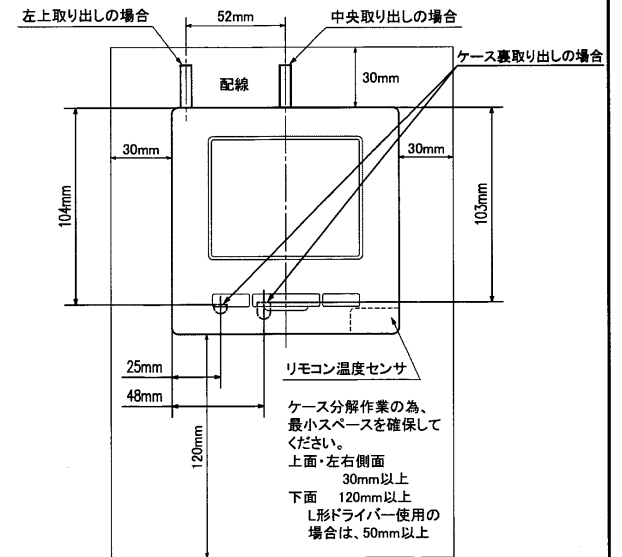 左上取り出しの場合
52mm
中央取り出しの場合
ケース裏取り出しの場合
配線
30mm
30mm
30mm
104mm
103mm
25mm
48mm
120mm
リモコン温度センサ
ケース分解作業の為、
最小スペースを確保して
ください。
上面・左右側面
30mm以上
下面　120mm以上
L形ドライバー使用の
場合は、50mm以上